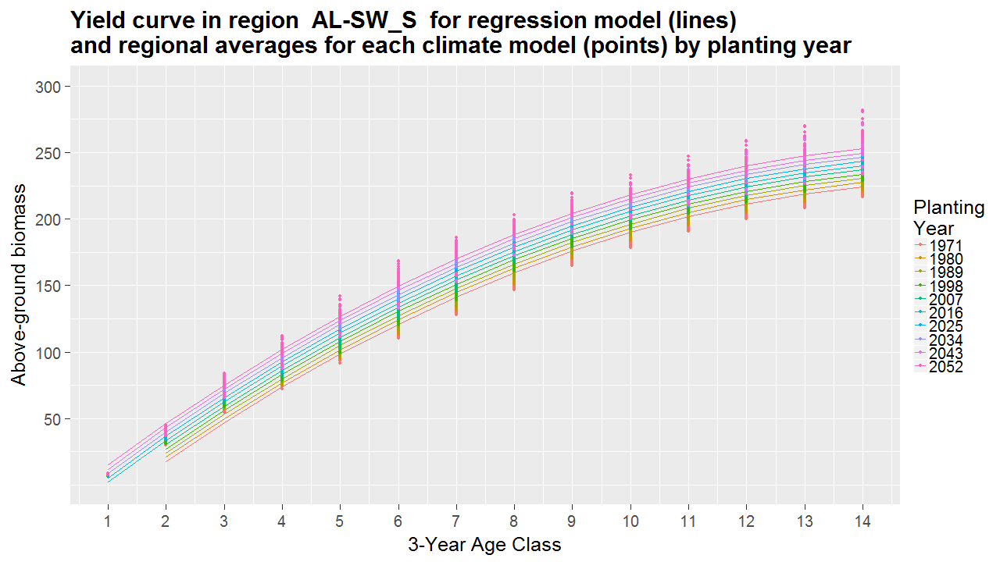 Yield curve in region  AL-SW_S  for regression model (lines)
and regional averages for each climate model (points) by planting year
Above-ground biomass
300
250
200
150
100
50
1 2 3 4 5 6 7 8 9 10 11 12 13 14
3-Year Age Class
Planting
Year
1971
1980
1989
1998
2007
2016
2025
2034
2043
2052